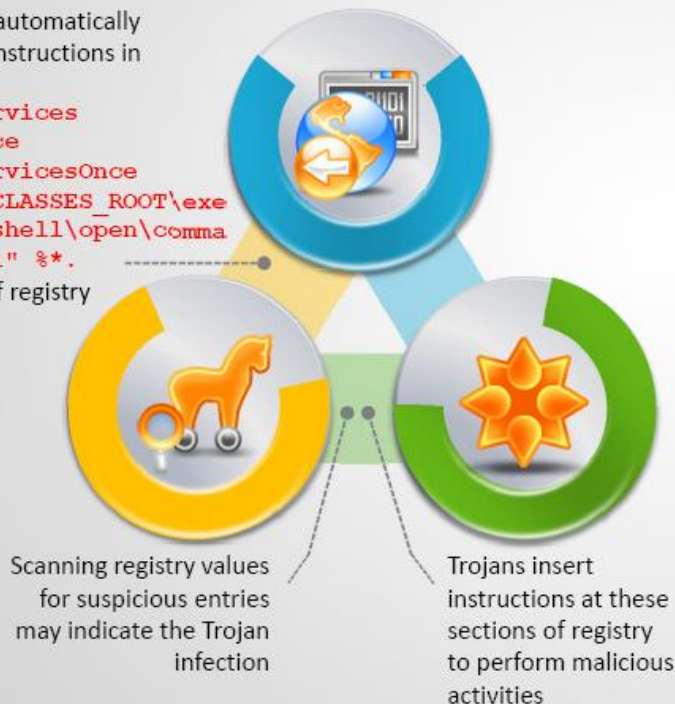 automatically
nstructions in
rvices
ce
rvicesOnce
CLASSES_ROOT\exe
shell\open\comma
" %*.
f registry
Scanning registry values
for suspicious entries
may indicate the Trojan
infection
Trojans insert
instructions at these
sections of registry
to perform malicious
activities